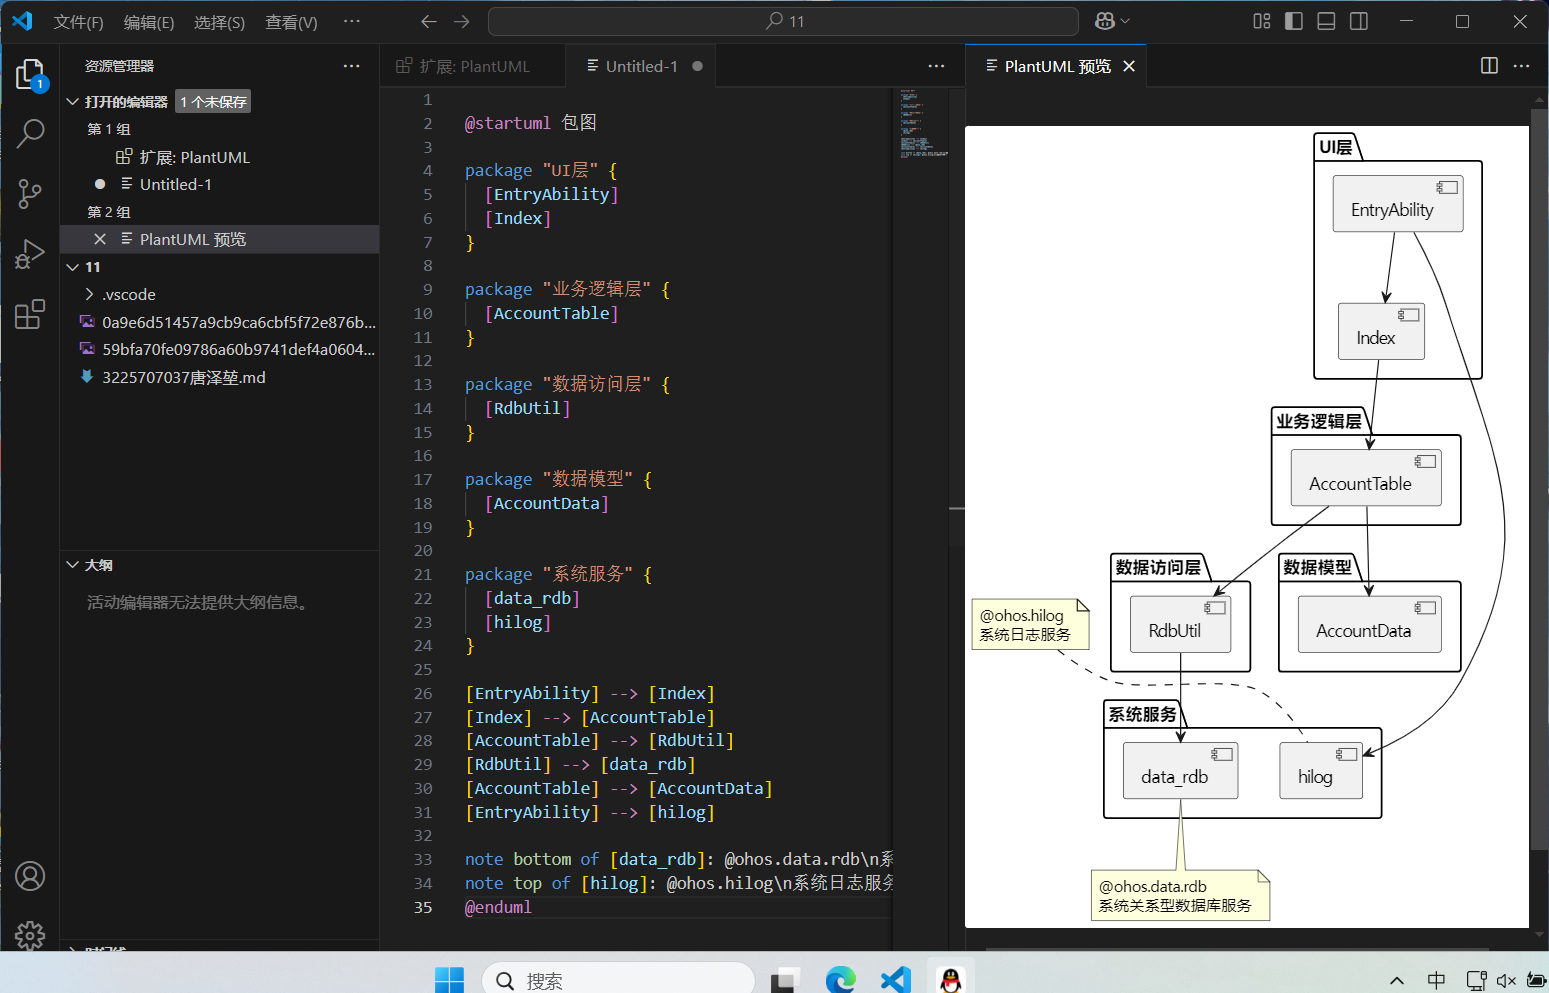 文件(F) 编辑(E) 选择(S) 查看(V) ··· 11
资源管理器
打开的编辑器 1 个未保存
第 1 组
扩展: PlantUML
Untitled-1
第 2 组
PlantUML 预览
11
.vscode
0a9e6d51457a9cb9ca6cbf5f72e876b...
59bfa70fe09786a60b9741def4a0604...
3225707037唐泽堃.md
大纲
活动编辑器无法提供大纲信息。
1
扩展: PlantUML
Untitled-1
1
2 @startuml 包图
3
4 package "UI层" {
5 [EntryAbility]
6 [Index]
7 }
8
9 package "业务逻辑层" {
10 [AccountTable]
11 }
12
13 package "数据访问层" {
14 [RdbUtil]
15 }
16
17 package "数据模型" {
18 [AccountData]
19 }
20
21 package "系统服务" {
22 [data_rdb]
23 [hilog]
24 }
25
26 [EntryAbility] --> [Index]
27 [Index] --> [AccountTable]
28 [AccountTable] --> [RdbUtil]
29 [RdbUtil] --> [data_rdb]
30 [AccountTable] --> [AccountData]
31 [EntryAbility] --> [hilog]
32
33 note bottom of [data_rdb]: @ohos.data.rdb\n系
34 note top of [hilog]: @ohos.hilog\n系统日志服务
35 @enduml
PlantUML 预览
UI层
EntryAbility
Index
业务逻辑层
AccountTable
数据访问层
RdbUtil
数据模型
AccountData
@ohos.hilog
系统日志服务
系统服务
data_rdb
hilog
@ohos.data.rdb
系统关系型数据库服务
搜索
中